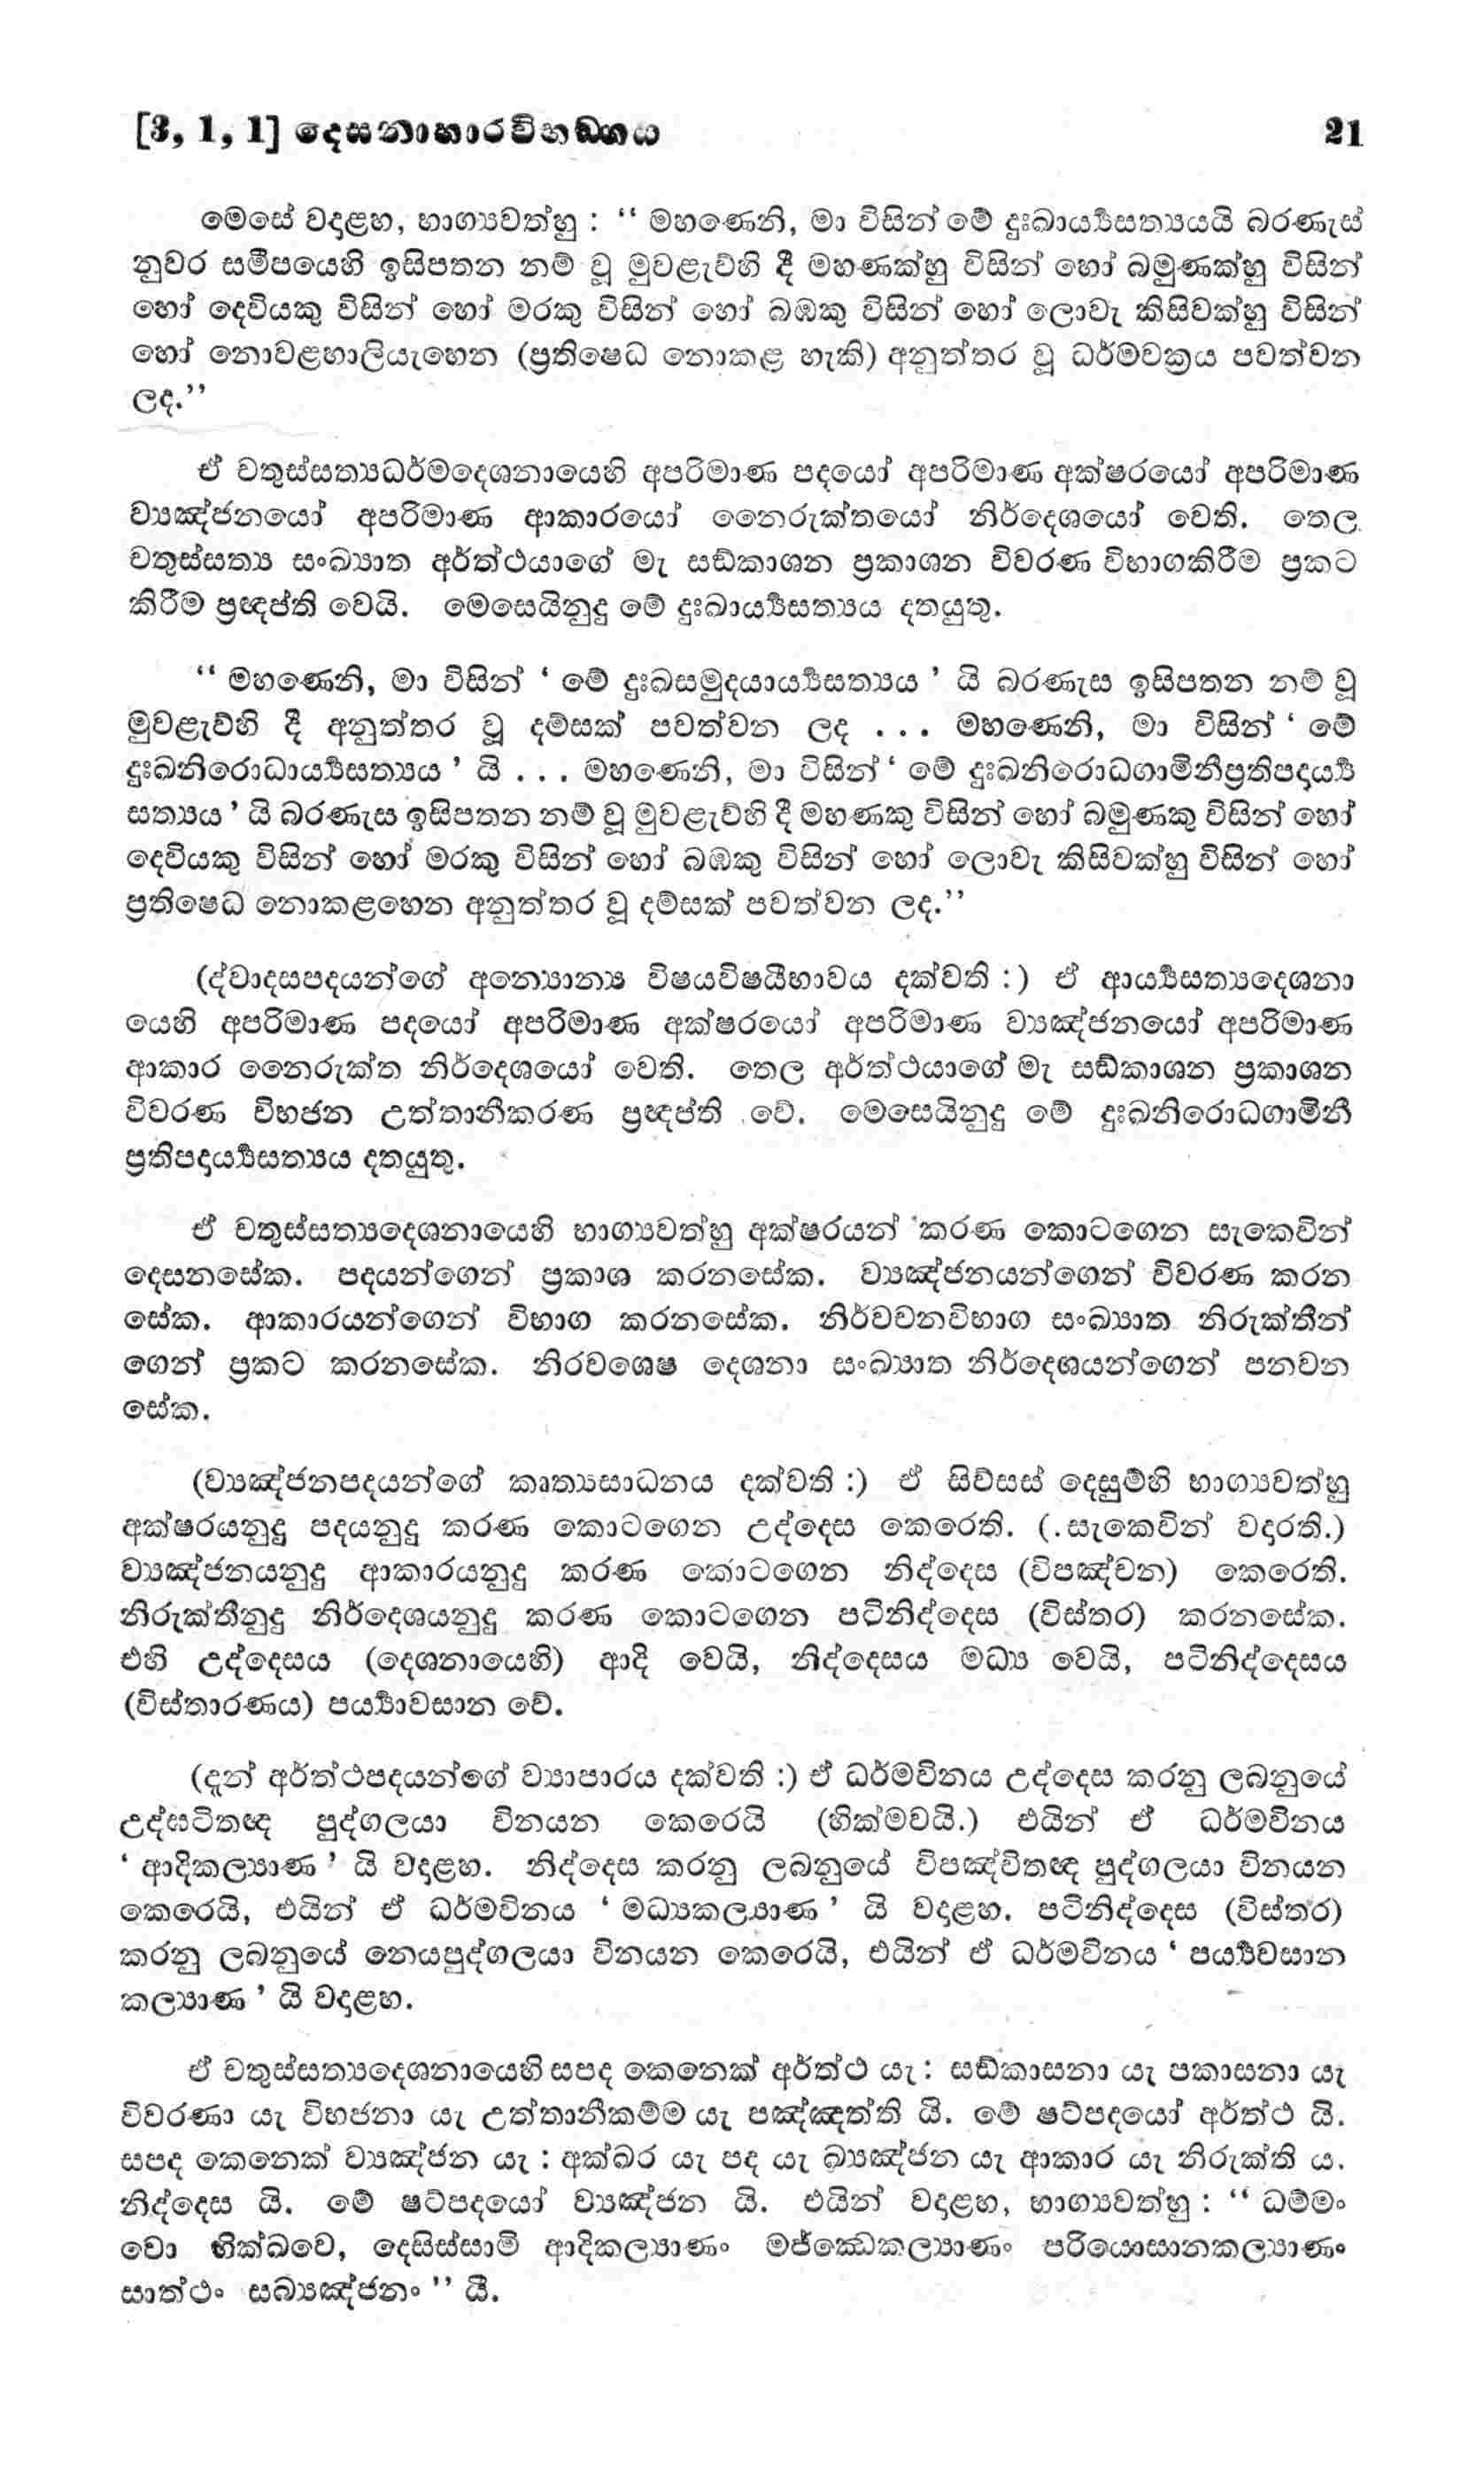 [3, 1, 1] දෙසනාහාරවිභඞ්ගය 21
මෙසේ වදාළහ, භාග්‍යවත්හු : “ මහණෙනි, මා විසින් මේ දුඃඛාර්‍ය්‍යසත්‍යයයි බරණැස්
නුවර සමීපයෙහි ඉසිපතන නම් වූ මුවළැව්හි දී මහණක්හු විසින් හෝ බමුණක්හු විසින්
හෝ දෙවියකු විසින් හෝ මරකු විසින් හෝ බඹකු විසින් හෝ ලොවැ කිසිවක්හු විසින්
හෝ නොවළහාලියැහෙන (ප්‍රතිෂෙධ නොකළ හැකි) අනුත්තර වූ ධර්මචක්‍රය පවත්වන
ලද.”
ඒ චතුස්සත්‍යධර්මදෙශනායෙහි අපරිමාණ පදයෝ අපරිමාණ අක්ෂරයෝ අපරිමාණ
ව්‍යඤ්ජනයෝ අපරිමාණ ආකාරයෝ නෛරුක්තයෝ නිර්දෙශයෝ වෙති. තෙල
චතුස්සත්‍ය සංඛ්‍යාත අර්ත්ථයාගේ මැ සඞ්කාශන ප්‍රකාශන විවරණ විභාගකිරීම ප්‍රකට
කිරීම ප්‍රඥප්ති වෙයි. මෙසෙයිනුදු මේ දුඃඛාර්‍ය්‍යසත්‍යය දතයුතු.
“ මහණෙනි, මා විසින් ‘ මේ දුඃඛසමුදයාර්‍ය්‍යසත්‍යය ’ යි බරණැස ඉසිපතන නම් වූ
මුවළැව්හි දී අනුත්තර වූ දම්සක් පවත්වන ලද . . . මහණෙනි, මා විසින් ‘ මේ
දුඃඛනිරොධාර්‍ය්‍යසත්‍යය ’ යි . . . මහණෙනි, මා විසින් ‘ මේ දුඃඛනිරොධගාමිනීප්‍රතිපදාර්‍ය්‍ය
සත්‍යය ’ යි බරණැස ඉසිපතන නම් වූ මුවළැව්හි දී මහණකු විසින් හෝ බමුණකු විසින් හෝ
දෙවියකු විසින් හෝ මරකු විසින් හෝ බඹකු විසින් හෝ ලොවැ කිසිවක්හු විසින් හෝ
ප්‍රතිෂෙධ නොකළහෙන අනුත්තර වූ දම්සක් පවත්වන ලද.”
(ද්වාදසපදයන්ගේ අන්‍යොන්‍ය විෂයවිෂයීභාවය දක්වති :) ඒ ආර්‍ය්‍යසත්‍යදෙශනා
යෙහි අපරිමාණ පදයෝ අපරිමාණ අක්ෂරයෝ අපරිමාණ ව්‍යඤ්ජනයෝ අපරිමාණ
ආකාර නෛරුක්ත නිර්දෙශයෝ වෙති. තෙල අර්ත්ථයාගේ මැ සඞ්කාශන ප්‍රකාශන
විවරණ විභජන උත්තානීකරණ ප්‍රඥප්ති වේ. මෙසෙයිනුදු මේ දුඃඛනිරොධගාමිනී
ප්‍රතිපදාර්‍ය්‍යසත්‍යය දතයුතු.
ඒ චතුස්සත්‍යදෙශනායෙහි භාග්‍යවත්හු අක්ෂරයන් කරණ කොටගෙන සැකෙවින්
දෙසනසේක. පදයන්ගෙන් ප්‍රකාශ කරනසේක. ව්‍යඤ්ජනයන්ගෙන් විවරණ කරන
සේක. ආකාරයන්ගෙන් විභාග කරනසේක. නිර්වචනවිභාග සංඛ්‍යාත නිරුක්තීන්
ගෙන් ප්‍රකට කරනසේක. නිරවශෙෂ දෙශනා සංඛ්‍යාත නිර්දෙශයන්ගෙන් පනවන
සේක.
(ව්‍යඤ්ජනපදයන්ගේ කෘත්‍යසාධනය දක්වති :) ඒ සිව්සස් දෙසුම්හි භාග්‍යවත්හු
අක්ෂරයනුදු පදයනුදු කරණ කොටගෙන උද්දෙස කෙරෙති. (.සැකෙවින් වදාරති.)
ව්‍යඤ්ජනයනුදු ආකාරයනුදු කරණ කොටගෙන නිද්දෙස (විපඤ්චන) කෙරෙති.
නිරුක්තීනුදු නිර්දෙශයනුදු කරණ කොටගෙන පටිනිද්දෙස (විස්තර) කරනසේක.
එහි උද්දෙසය (දෙශනායෙහි) ආදි වෙයි, නිද්දෙසය මධ්‍ය වෙයි, පටිනිද්දෙසය
(විස්තාරණය) පර්‍ය්‍යාවසාන වේ.
(දැන් අර්ත්ථපදයන්ගේ ව්‍යාපාරය දක්වති :) ඒ ධර්මවිනය උද්දෙස කරනු ලබනුයේ
උද්ඝටිතඥ පුද්ගලයා විනයන කෙරෙයි (හික්මවයි.) එයින් ඒ ධර්මවිනය
‘ ආදිකල්‍යාණ ’ යි වදාළහ. නිද්දෙස කරනු ලබනුයේ විපඤ්චිතඥ පුද්ගලයා විනයන
කෙරෙයි, එයින් ඒ ධර්මවිනය ‘ මධ්‍යකල්‍යාණ ’ යි වදාළහ. පටිනිද්දෙස (විස්තර)
කරනු ලබනුයේ නෙයපුද්ගලයා විනයන කෙරෙයි, එයින් ඒ ධර්මවිනය ‘ පර්‍ය්‍යවසාන
කල්‍යාණ ’ යි වදාළහ.
ඒ චතුස්සත්‍යදෙශනායෙහි සපද කෙනෙක් අර්ත්ථ යැ : සඞ්කාසනා යැ පකාසනා යැ
විවරණා යැ විභජනා යැ උත්තානීකම්ම යැ පඤ්ඤත්ති යි. මේ ෂට්පදයෝ අර්ත්ථ යි.
සපද කෙනෙක් ව්‍යඤ්ජන යැ : අක්ඛර යැ පද යැ බ්‍යඤ්ජන යැ ආකාර යැ නිරුක්ති ය.
නිද්දෙස යි. මේ ෂට්පදයෝ ව්‍යඤ්ජන යි. එයින් වදාළහ, භාග්‍යවත්හු : “ ධම්මං
වො භික්ඛවෙ, දෙසිස්සාමි ආදිකල්‍යාණං මජ්ඣෙකල්‍යාණං පරියොසානකල්‍යාණං
සාත්ථං සබ්‍යඤ්ජනං ” යී.